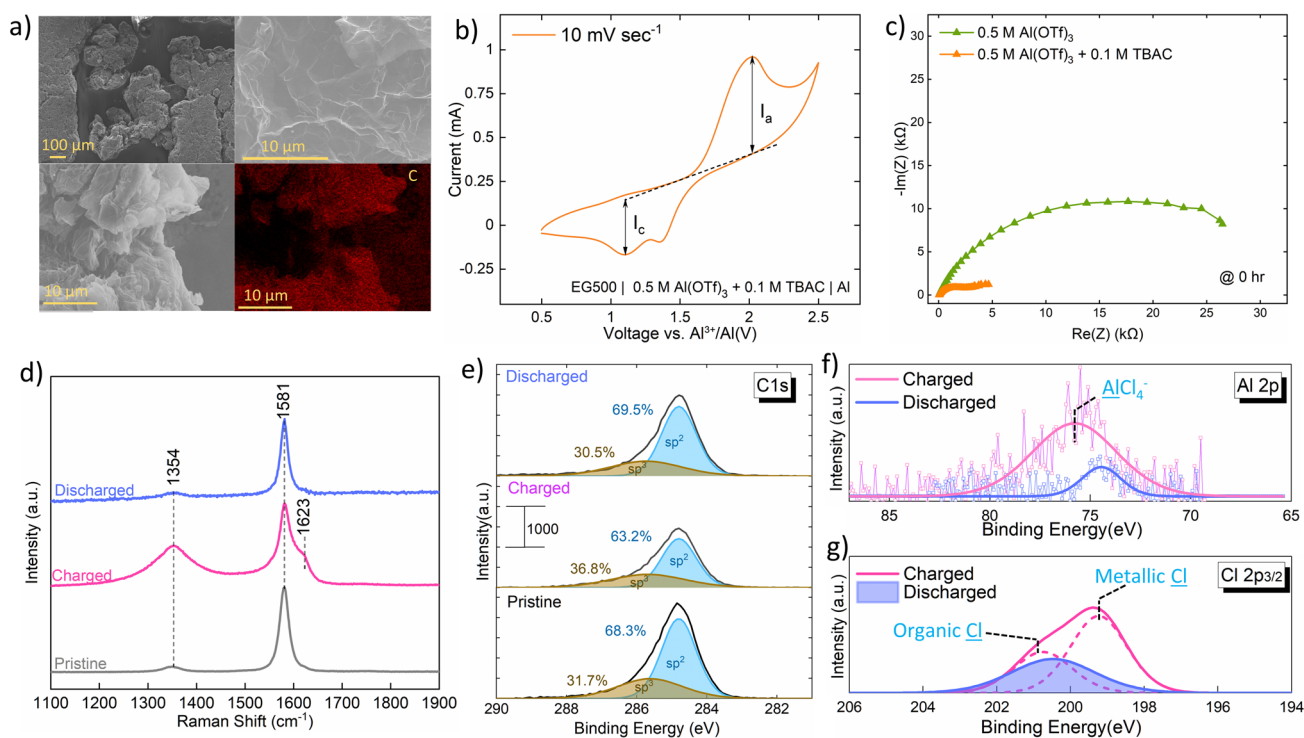 a)
100 μm
10 μm
10 μm
C
10 μm
b)
10 mV sec⁻¹
Iₐ
I꜀
EG500 | 0.5 M Al(OTf)₃ + 0.1 M TBAC | Al
Current (mA)
1.00
0.75
0.50
0.25
0
-0.25
0.5 1.0 1.5 2.0 2.5
Voltage vs. Al³⁺/Al(V)
c)
0.5 M Al(OTf)₃
0.5 M Al(OTf)₃ + 0.1 M TBAC
@ 0 hr
-Im(Z) (kΩ)
30
25
20
15
10
5
0
0 5 10 15 20 25 30
Re(Z) (kΩ)
d)
1354
1581
1623
Discharged
Charged
Pristine
Intensity (a.u.)
1100 1200 1300 1400 1500 1600 1700 1800 1900
Raman Shift (cm⁻¹)
e)
Discharged
C1s
69.5%
30.5%
sp²
sp³
Charged
1000
63.2%
36.8%
sp²
sp³
Pristine
68.3%
31.7%
sp²
sp³
Intensity(a.u.)
290 288 286 284 282
Binding Energy (eV)
f)
Charged
Discharged
AlCl₄⁻
Al 2p
Intensity (a.u.)
85 80 75 70 65
Binding Energy(eV)
g)
Charged
Discharged
Metallic Cl
Organic Cl
Cl 2p3/2
Intensity (a.u.)
206 204 202 200 198 196 194
Binding Energy(eV)